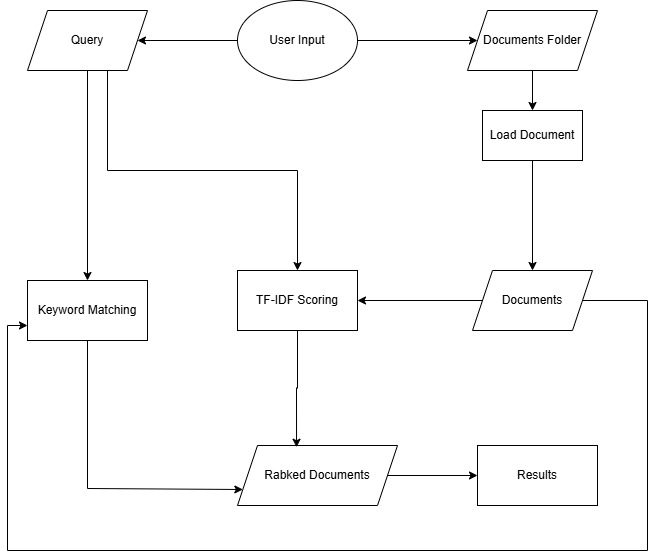 Query
User Input
Documents Folder
Load Document
Keyword Matching
TF-IDF Scoring
Documents
Rabked Documents
Results